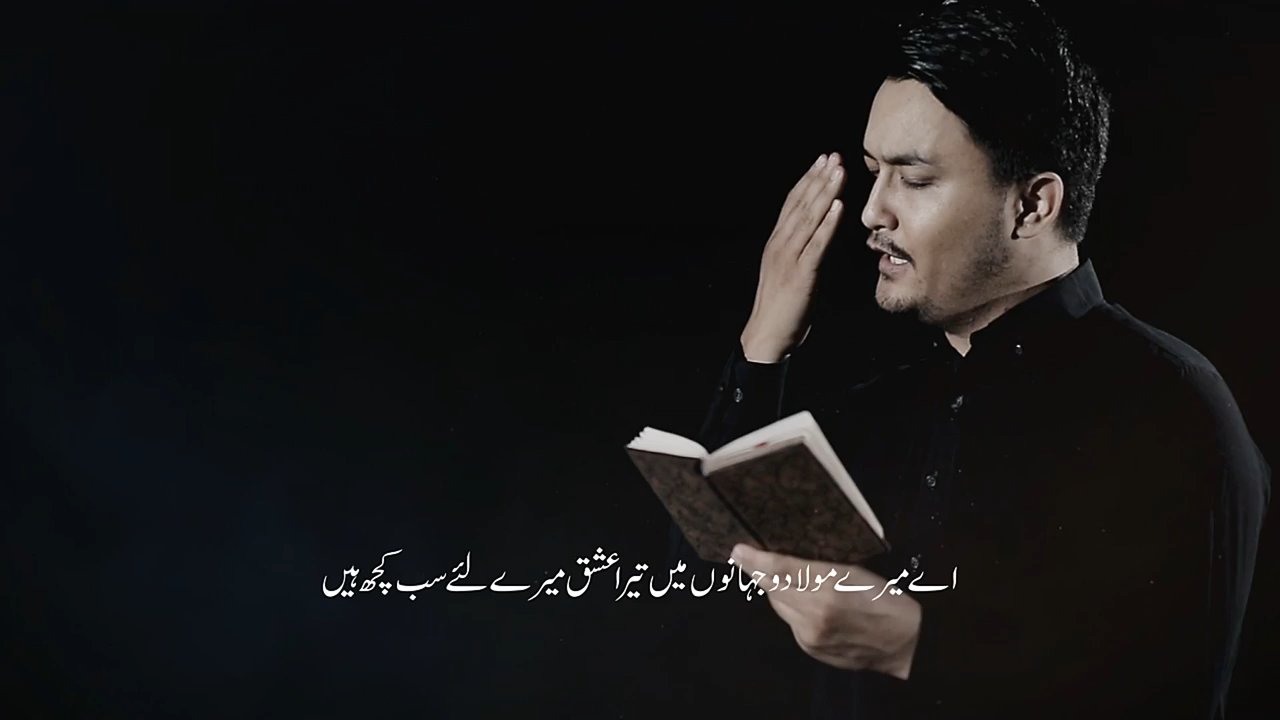 اے میرے مولا دو جہانوں میں تیرا عشق میرے لئے سب کچھ ہیں